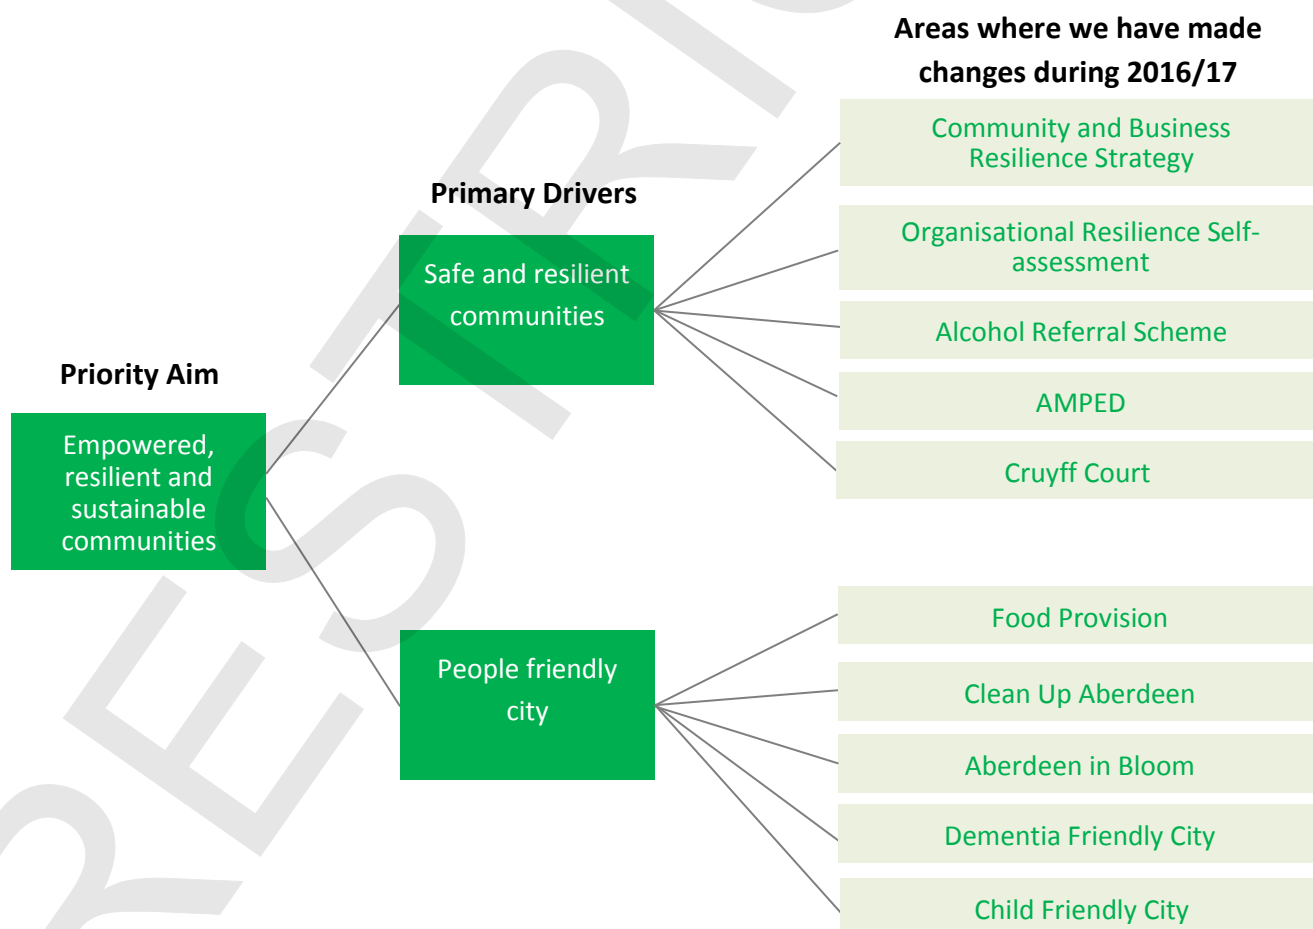 Areas where we have made
changes during 2016/17
Community and Business
Resilience Strategy
Primary Drivers
Organisational Resilience Self-
assessment
Safe and resilient
communities
Alcohol Referral Scheme
Priority Aim
AMPED
Empowered,
resilient and
sustainable
communities
Cruyff Court
Food Provision
People friendly
city
Clean Up Aberdeen
Aberdeen in Bloom
Dementia Friendly City
Child Friendly City